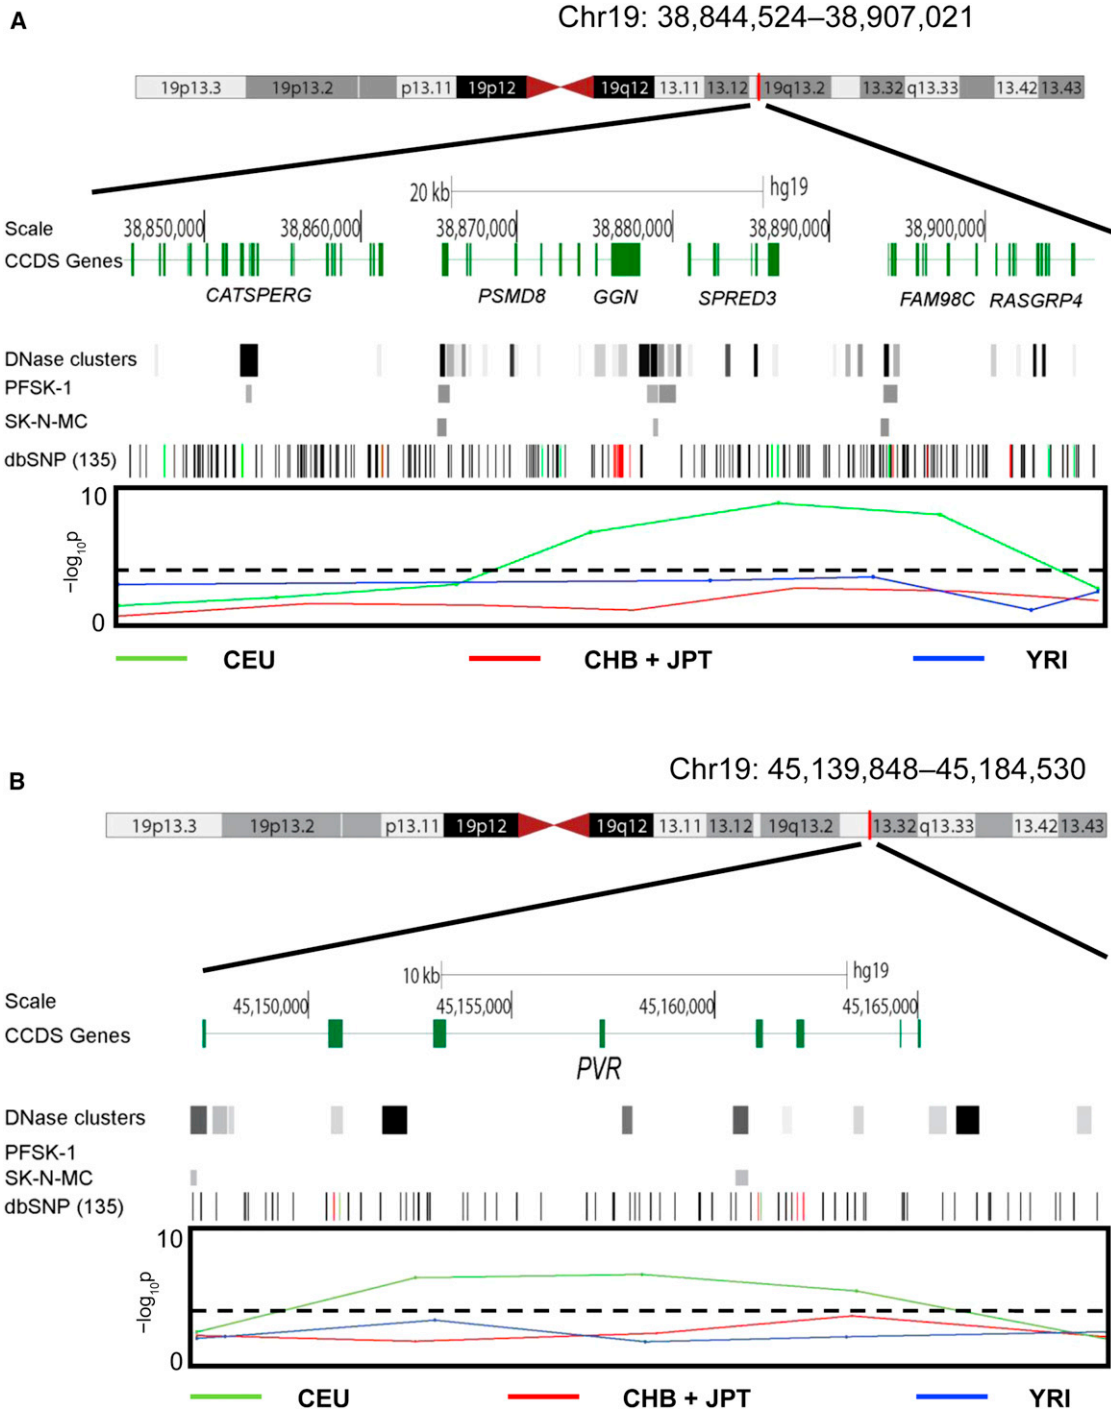 A
Chr19: 38,844,524–38,907,021
19p13.3 19p13.2 p13.11 19p12 19q12 13.11 13.12 19q13.2 13.32 q13.33 13.42 13.43
20 kb hg19
Scale 38,850,000 38,860,000 38,870,000 38,880,000 38,890,000 38,900,000
CCDS Genes
CATSPERG PSMD8 GGN SPRED3 FAM98C RASGRP4
DNase clusters
PFSK-1
SK-N-MC
dbSNP (135)
10
−log10p
0
CEU CHB + JPT YRI
B
Chr19: 45,139,848–45,184,530
19p13.3 19p13.2 p13.11 19p12 19q12 13.11 13.12 19q13.2 13.32 q13.33 13.42 13.43
10 kb hg19
Scale 45,150,000 45,155,000 45,160,000 45,165,000
CCDS Genes
PVR
DNase clusters
PFSK-1
SK-N-MC
dbSNP (135)
10
−log10p
0
CEU CHB + JPT YRI